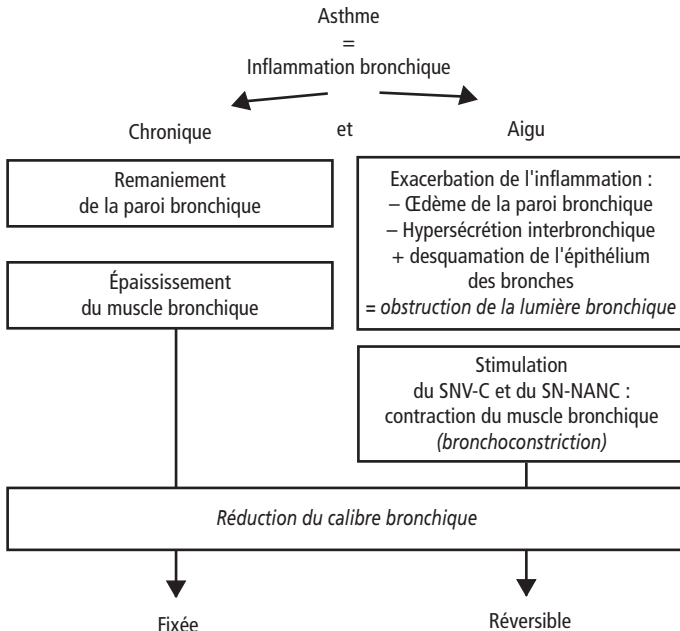 Asthme
=
Inflammation bronchique
Chronique et Aigu
Remaniement
de la paroi bronchique
Épaississement
du muscle bronchique
Exacerbation de l'inflammation :
– Œdème de la paroi bronchique
– Hypersécrétion interbronchique
+ desquamation de l'épithélium
des bronches
= obstruction de la lumière bronchique
Stimulation
du SNV-C et du SN-NANC :
contraction du muscle bronchique
(bronchoconstriction)
Réduction du calibre bronchique
Fixée
Réversible